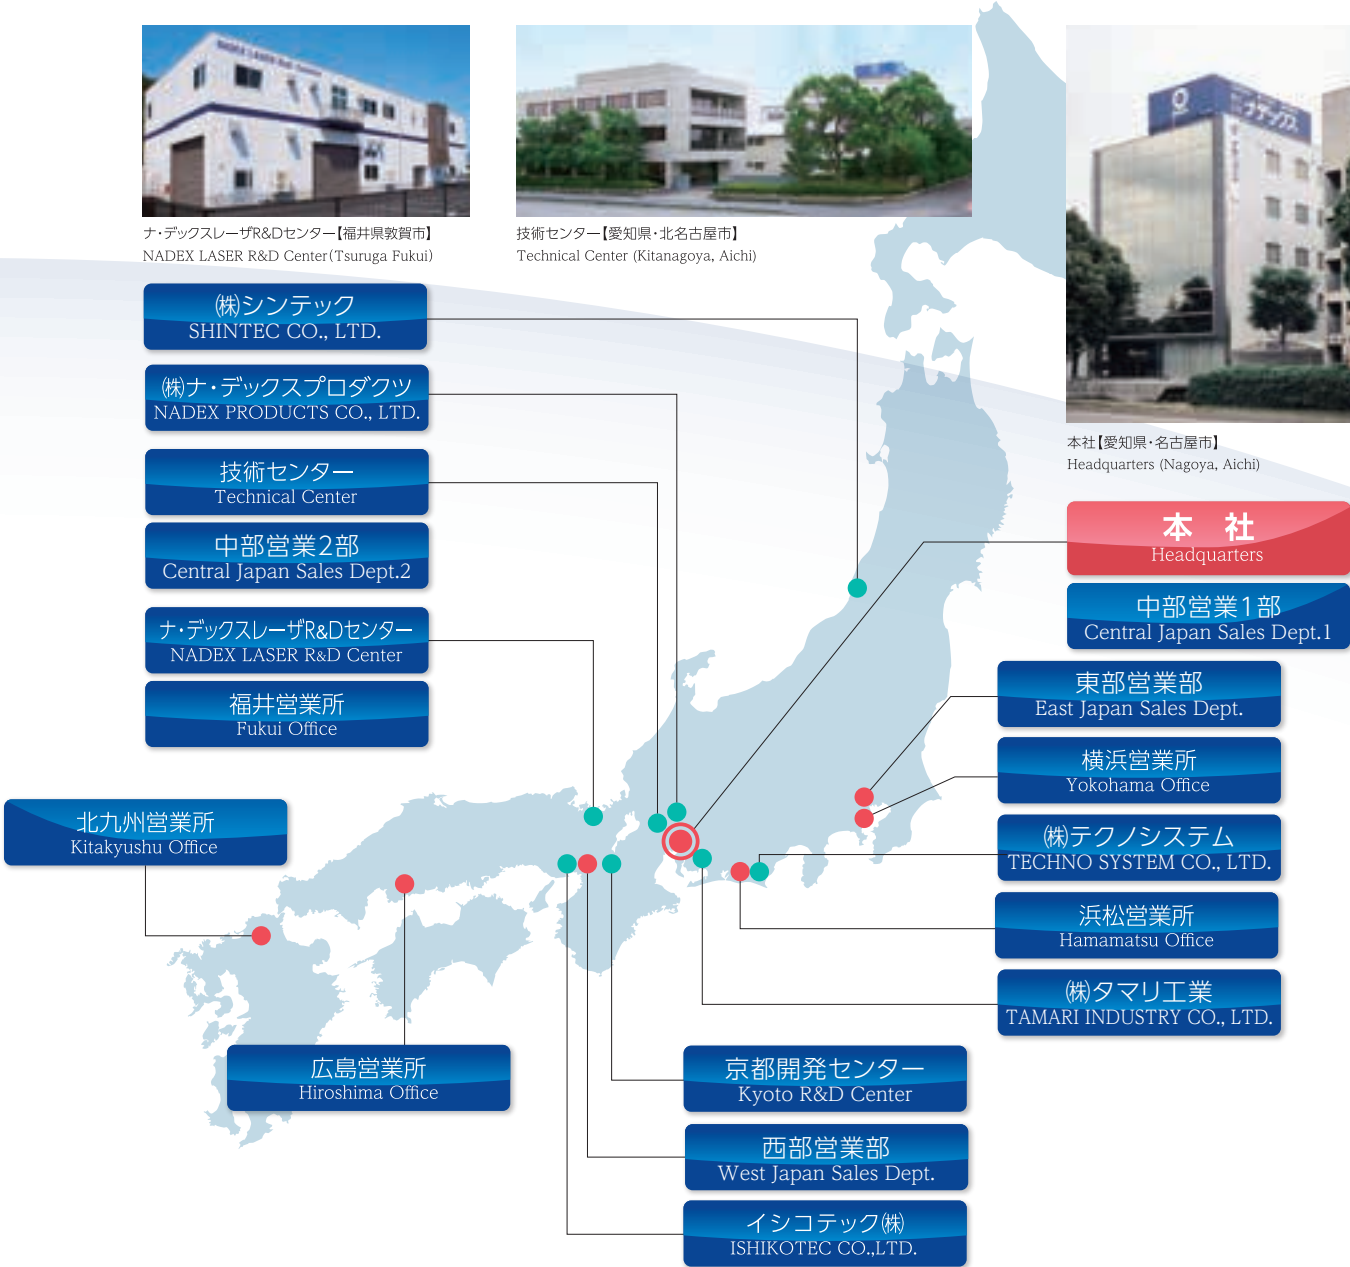 NADEX LASER R&D
ナデックス
ナ・デックスレーザR&Dセンター【福井県敦賀市】
NADEX LASER R&D Center(Tsuruga Fukui)
技術センター【愛知県・北名古屋市】
Technical Center (Kitanagoya, Aichi)
本社【愛知県・名古屋市】
Headquarters (Nagoya, Aichi)
㈱シンテック
SHINTEC CO., LTD.
㈱ナ・デックスプロダクツ
NADEX PRODUCTS CO., LTD.
技術センター
Technical Center
中部営業2部
Central Japan Sales Dept.2
ナ・デックスレーザR&Dセンター
NADEX LASER R&D Center
福井営業所
Fukui Office
北九州営業所
Kitakyushu Office
広島営業所
Hiroshima Office
本 社
Headquarters
中部営業1部
Central Japan Sales Dept.1
東部営業部
East Japan Sales Dept.
横浜営業所
Yokohama Office
㈱テクノシステム
TECHNO SYSTEM CO., LTD.
浜松営業所
Hamamatsu Office
㈱タマリ工業
TAMARI INDUSTRY CO., LTD.
京都開発センター
Kyoto R&D Center
西部営業部
West Japan Sales Dept.
イシコテック㈱
ISHIKOTEC CO.,LTD.